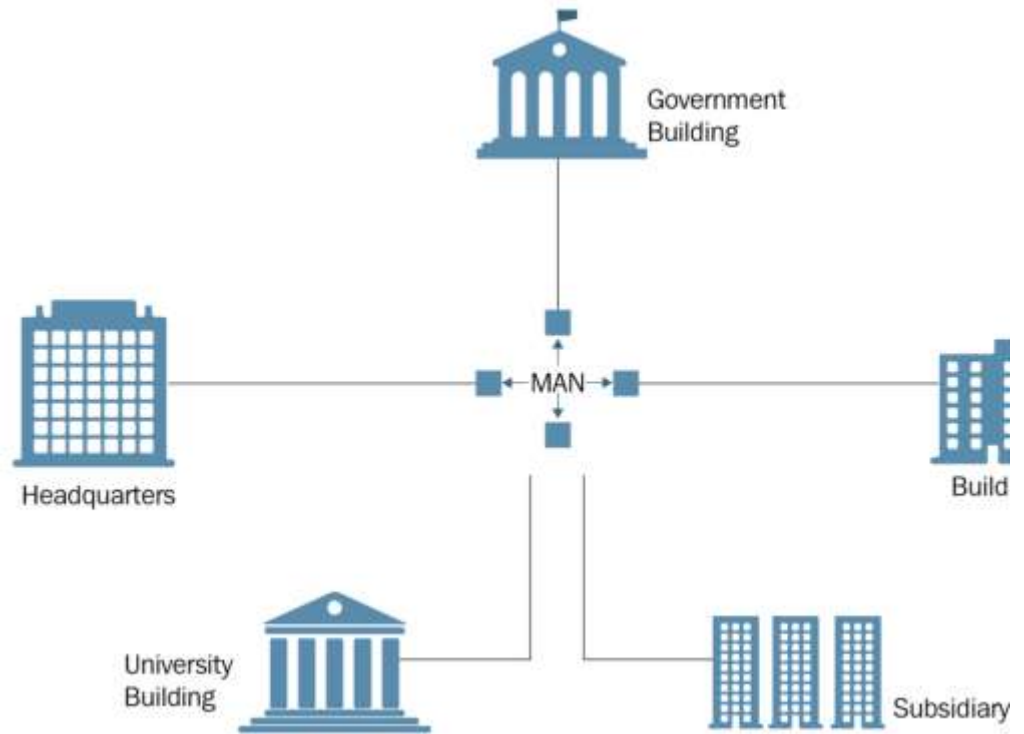 Government
Building
MAN
Headquarters
Build
University
Building
Subsidiary